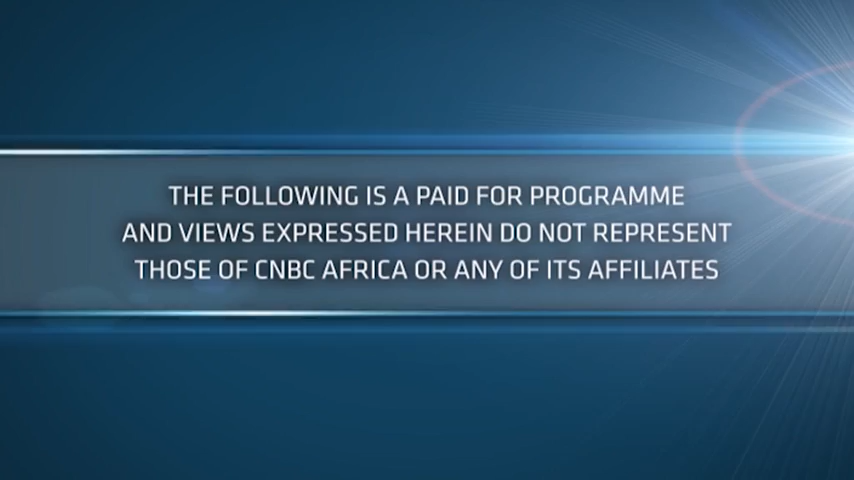 THE FOLLOWING IS A PAID FOR PROGRAMME
AND VIEWS EXPRESSED HEREIN DO NOT REPRESENT
THOSE OF CNBC AFRICA OR ANY OF ITS AFFILIATES